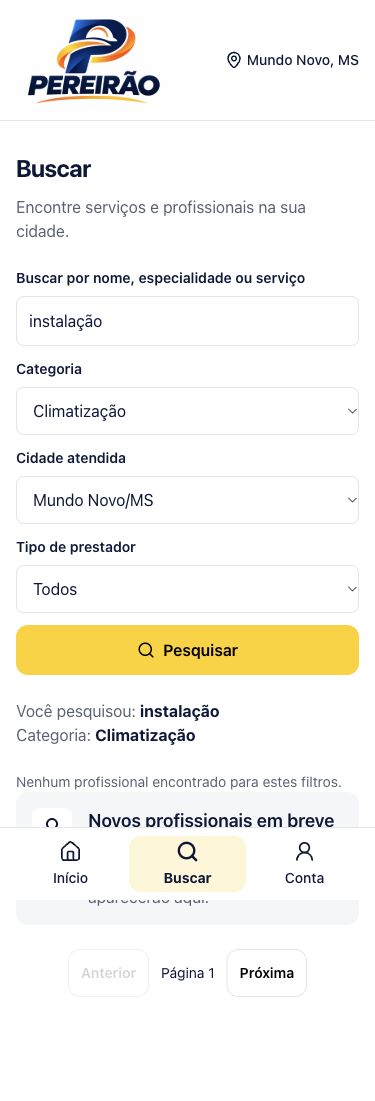 PEREIRÃO
Mundo Novo, MS
Buscar
Encontre serviços e profissionais na sua
cidade.
Buscar por nome, especialidade ou serviço
instalação
Categoria
Climatização
Cidade atendida
Mundo Novo/MS
Tipo de prestador
Todos
Pesquisar
Você pesquisou: instalação
Categoria: Climatização
Nenhum profissional encontrado para estes filtros.
Novos profissionais em breve
Início
Buscar
Conta
aparecerão aqui.
Anterior
Página 1
Próxima